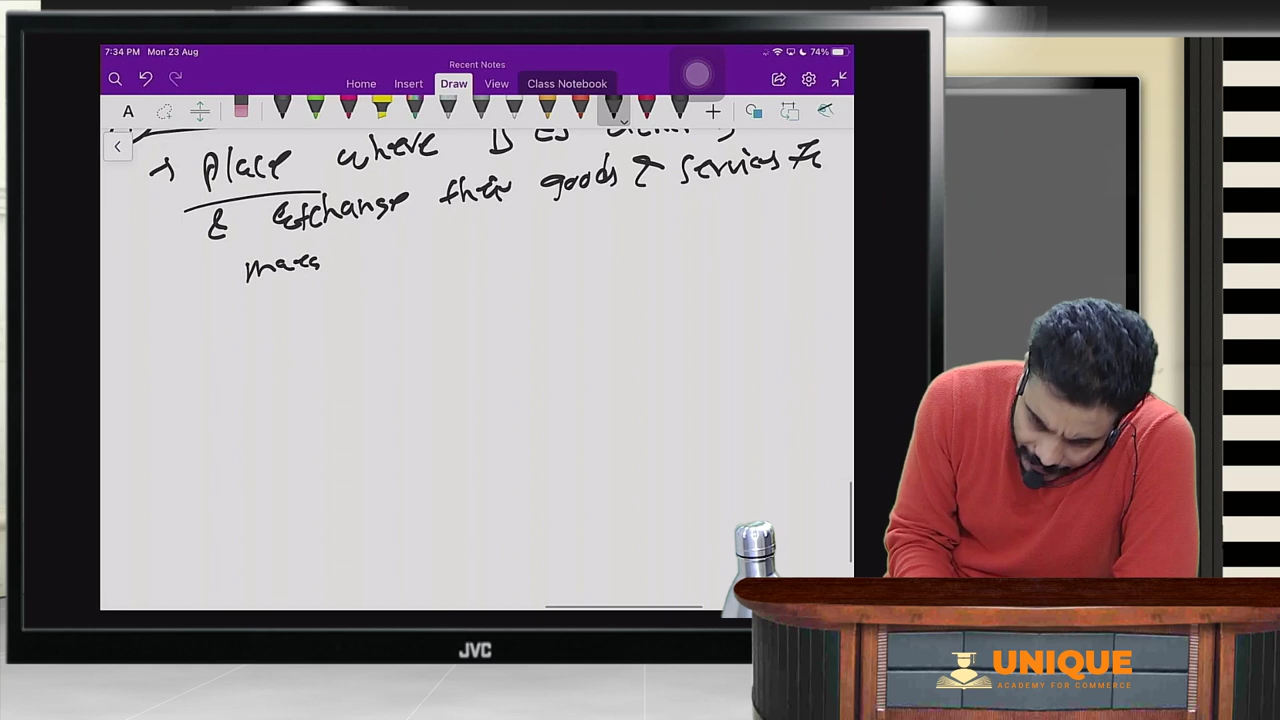 7:34 PM Mon 23 Aug
74%
Recent Notes
Home Insert Draw View Class Notebook
A
Place where
& exchange their goods & services
JVC
UNIQUE
ACADEMY FOR COMMERCE